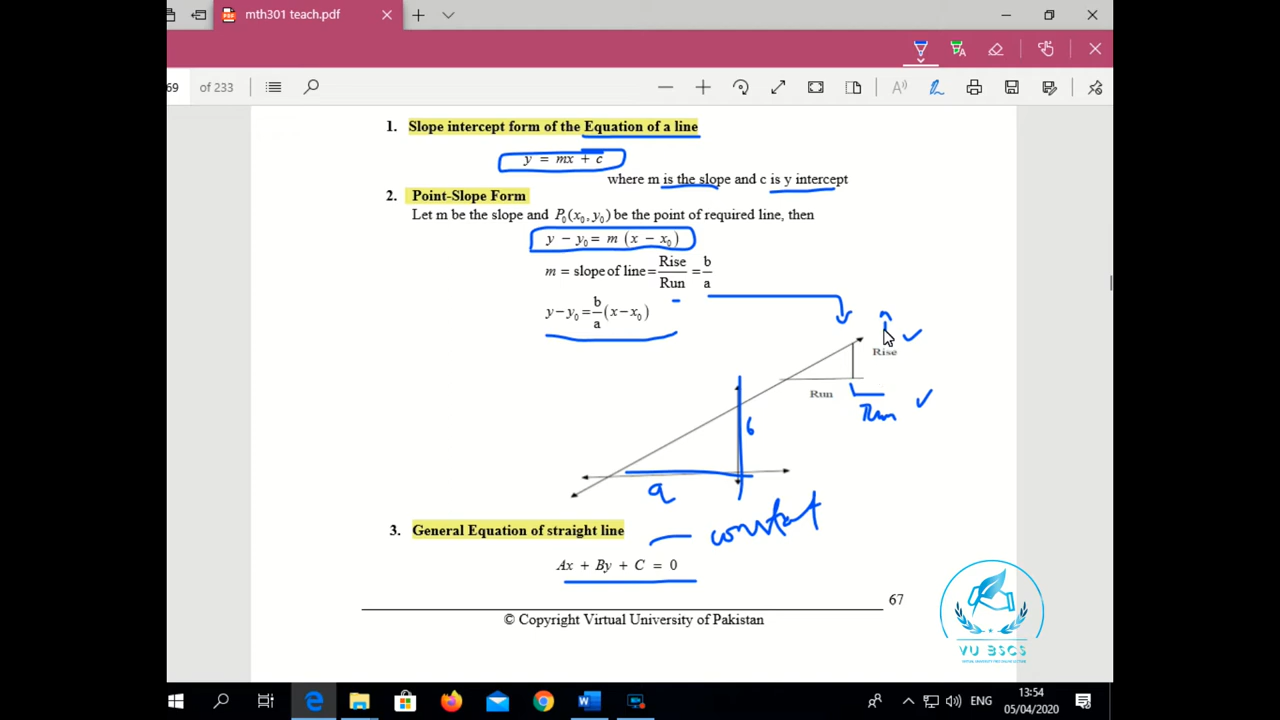 mth301 teach.pdf
69 of 233
1. Slope intercept form of the Equation of a line
y = mx + c
where m is the slope and c is y intercept
2. Point-Slope Form
Let m be the slope and P₀(x₀, y₀) be the point of required line, then
y − y₀ = m (x − x₀)
m = slope of line = Rise/Run = b/a
y − y₀ = b/a (x − x₀)
Rise
Run
Run
b
a
constant
3. General Equation of straight line
Ax + By + C = 0
67
© Copyright Virtual University of Pakistan
VU BSCS
ENG
13:54
05/04/2020